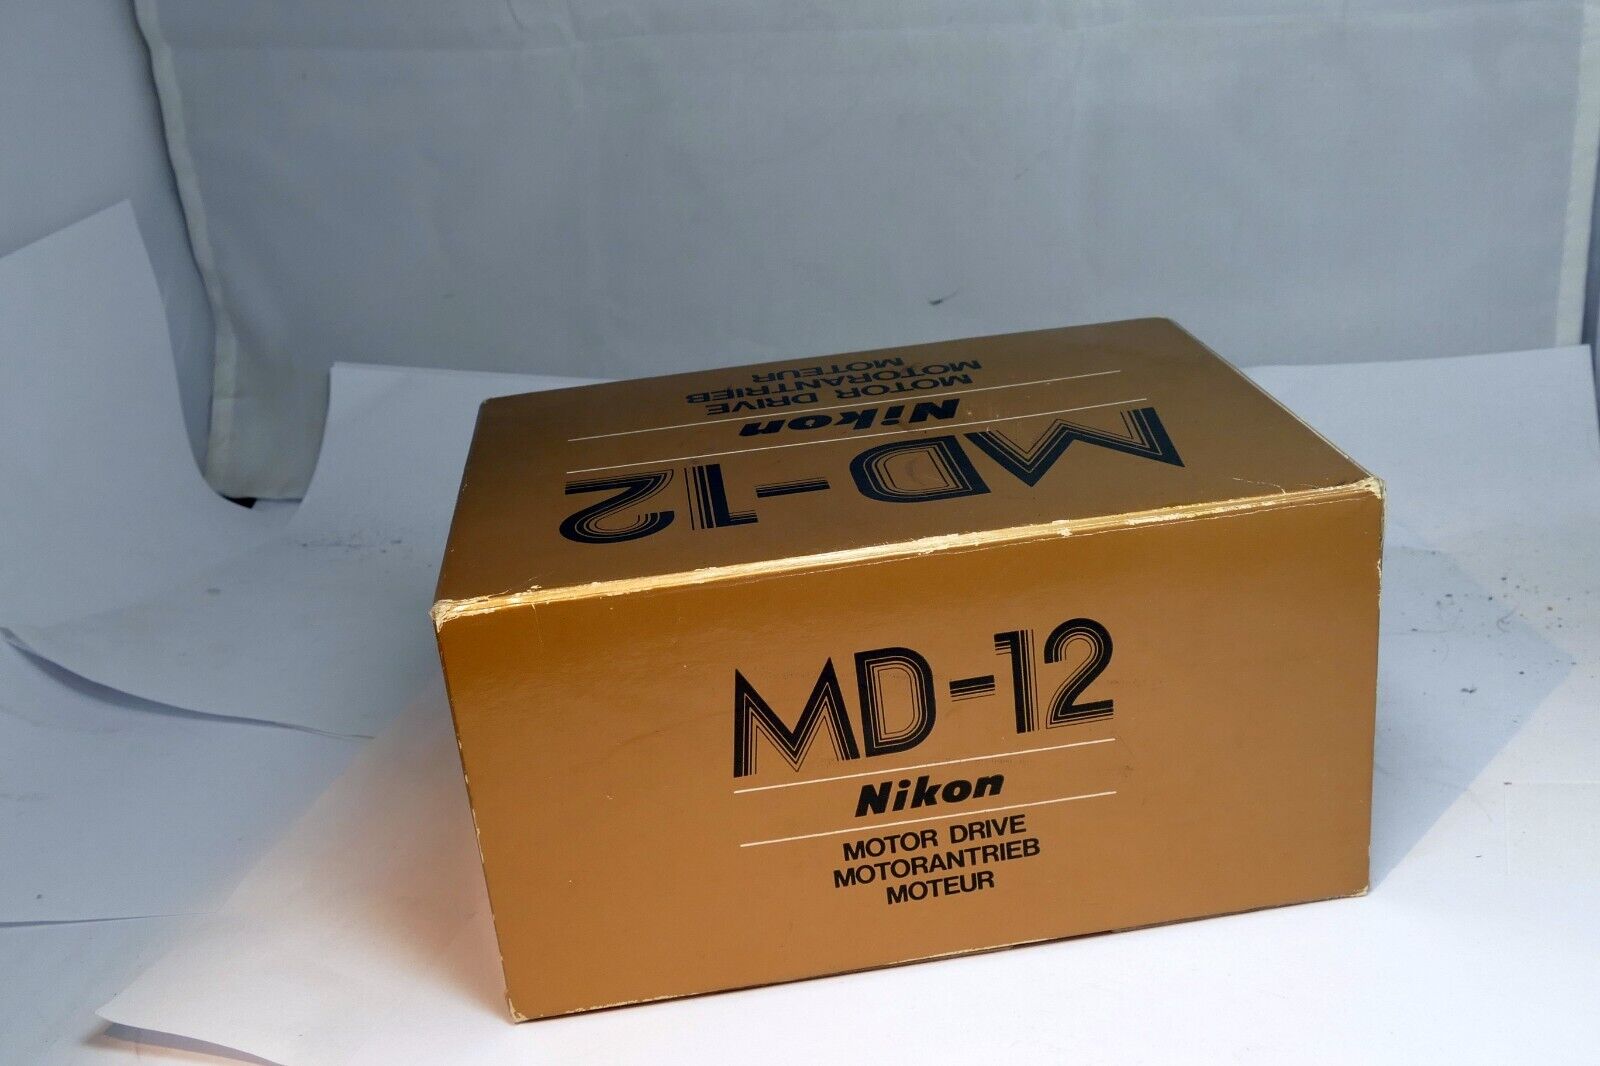 MD-12
Nikon
MOTOR DRIVE
MOTORANTRIEB
MOTEUR
MD-12
Nikon
MOTOR DRIVE
MOTORANTRIEB
MOTEUR